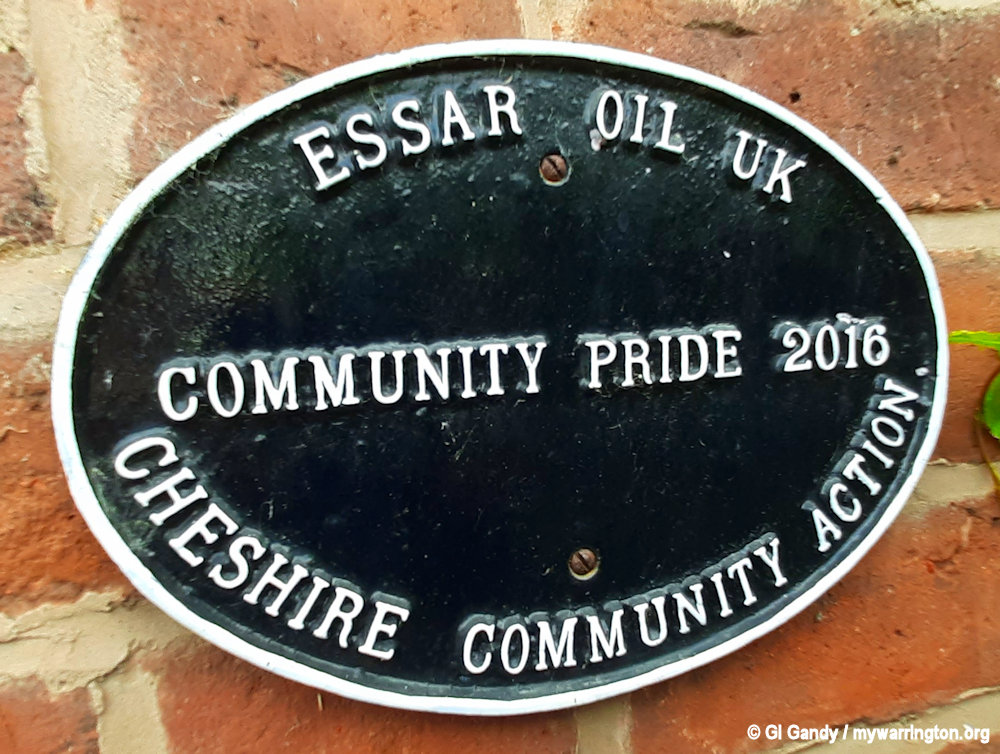 ESSAR OIL UK
COMMUNITY PRIDE 2016
CHESHIRE COMMUNITY ACTION
© GI Gandy / mywarrington.org